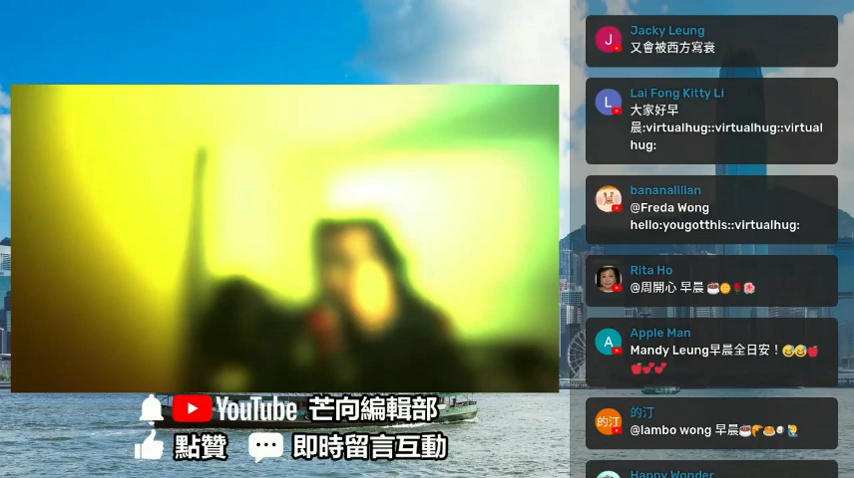 Jacky Leung
又會被西方寫衰
Lai Fong Kitty Li
大家好早
晨:virtualhug::virtualhug::virtual
hug:
bananallllan
@Freda Wong
hello:yougotthis::virtualhug:
Rita Ho
@周開心 早晨 ☕🌼🌹🌺
Apple Man
Mandy Leung早晨全日安！😅😅🍎
🍎💕💕
的汀
@lambo wong 早晨☕🥐🍮🍳🙋‍♂️
Happy Wonder
YouTube 芒向編輯部
點贊 即時留言互動